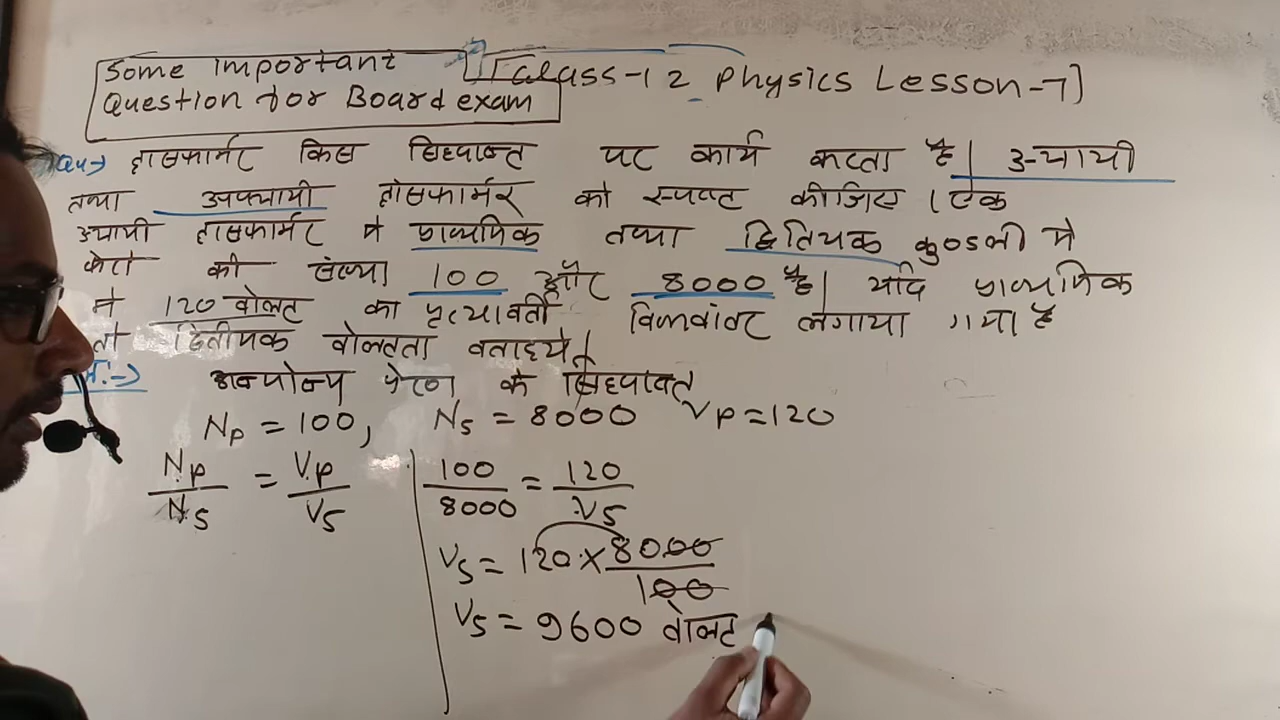 Some Important
Question for Board exam
[Class-12 Physics Lesson-7]
Qu→ ट्रांसफार्मर किस सिध्दान्त पर कार्य करता है| उच्चायी
तथा अपचायी ट्रांसफार्मर को स्पष्ट कीजिए । एक
उचायी ट्रांसफार्मर मे प्राथमिक तथा द्वितियक कुण्डली मे
फेरो की संख्या 100 और 8000 है| यदि प्राथमिक
मे 120 वोल्ट का प्रत्यावर्ती विभवांतर लगाया गया है
तो द्वितीयक वोल्टता बताइये|
:→ अन्योन्य प्रेरण के सिध्दान्त
Np = 100, Ns = 8000 Vp = 120
Np/Ns = Vp/Vs
100/8000 = 120/Vs
Vs = 120 × 8000/100
Vs = 9600 वोल्ट